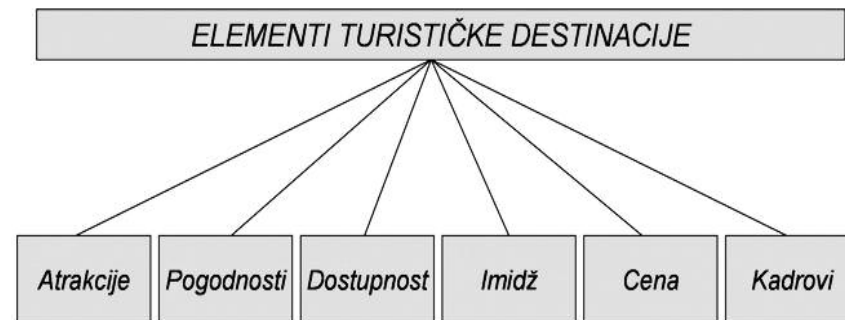 ELEMENTI TURISTIČKE DESTINACIJE
Atrakcije
Pogodnosti
Dostupnost
Imidž
Cena
Kadrovi